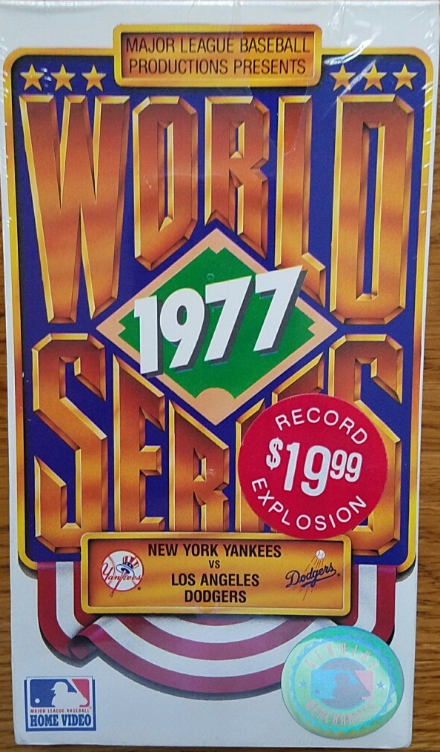 MAJOR LEAGUE BASEBALL
PRODUCTIONS PRESENTS
WORLD
1977
SERIES
RECORD
$19.99
EXPLOSION
NEW YORK YANKEES
VS
LOS ANGELES
DODGERS
Yankees
Dodgers
MAJOR LEAGUE BASEBALL
HOME VIDEO